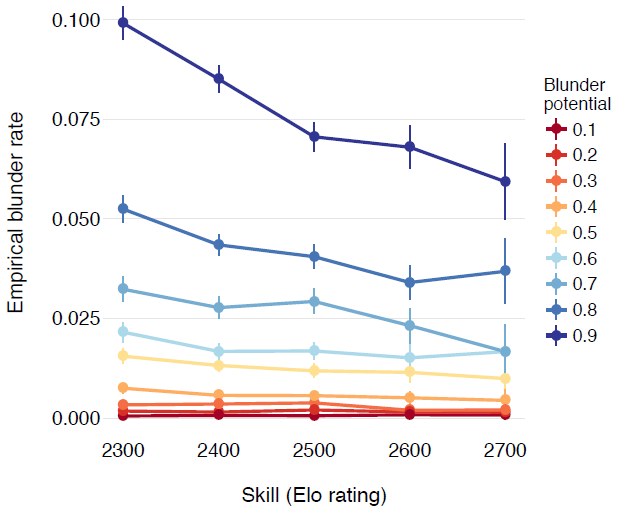 0.100
0.075
0.050
0.025
0.000
Empirical blunder rate
2300 2400 2500 2600 2700
Skill (Elo rating)
Blunder
potential
0.1
0.2
0.3
0.4
0.5
0.6
0.7
0.8
0.9